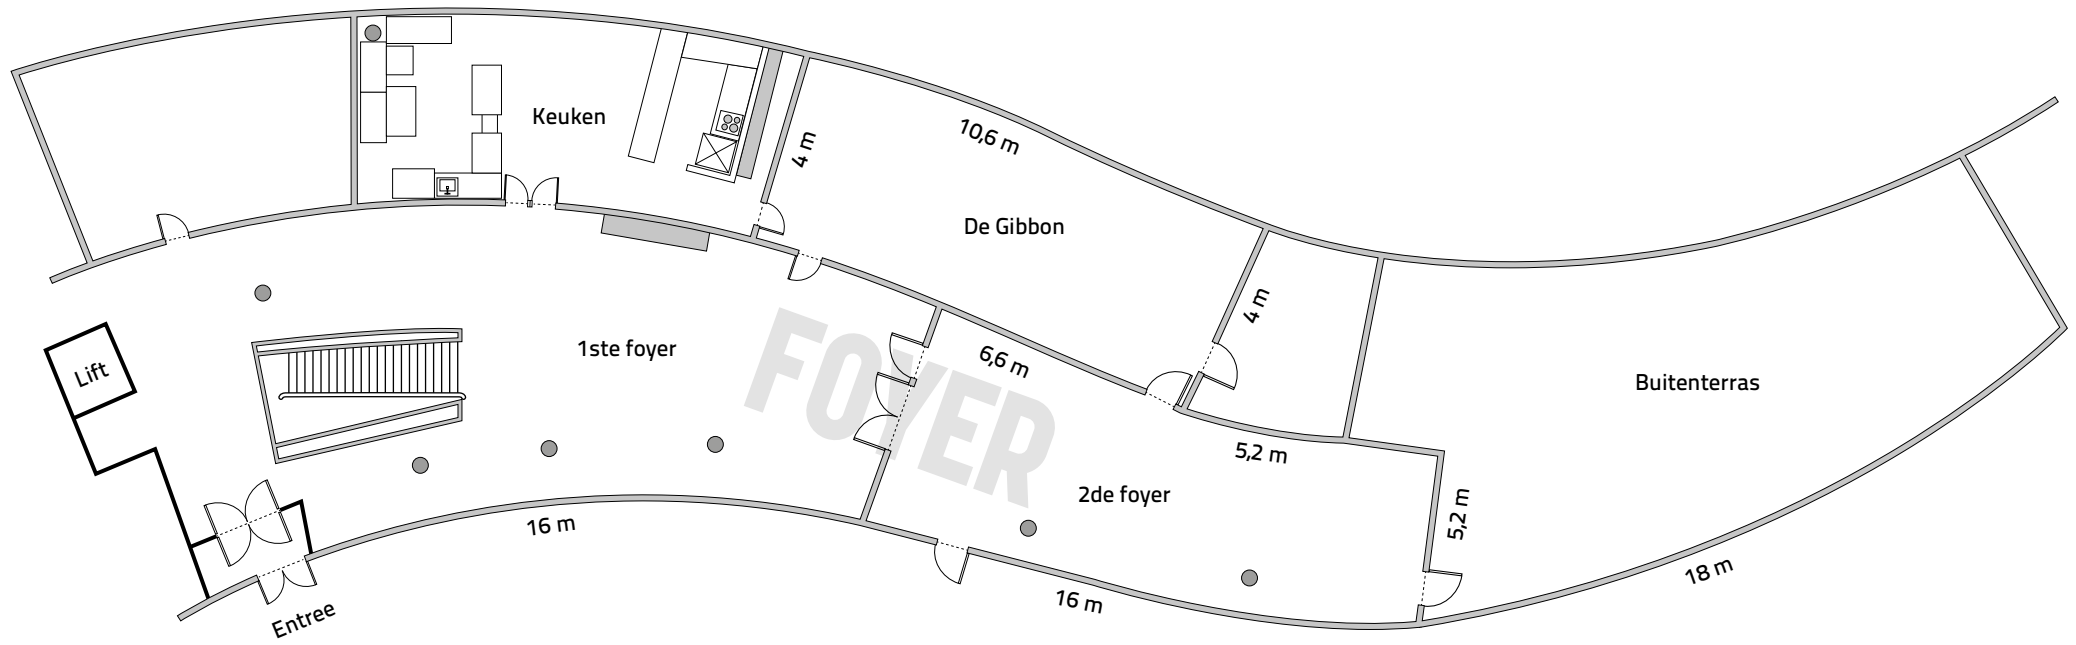 Keuken
4 m
10,6 m
De Gibbon
4 m
1ste foyer
FOYER
6,6 m
Lift
Buitenterras
5,2 m
2de foyer
5,2 m
16 m
18 m
16 m
Entree